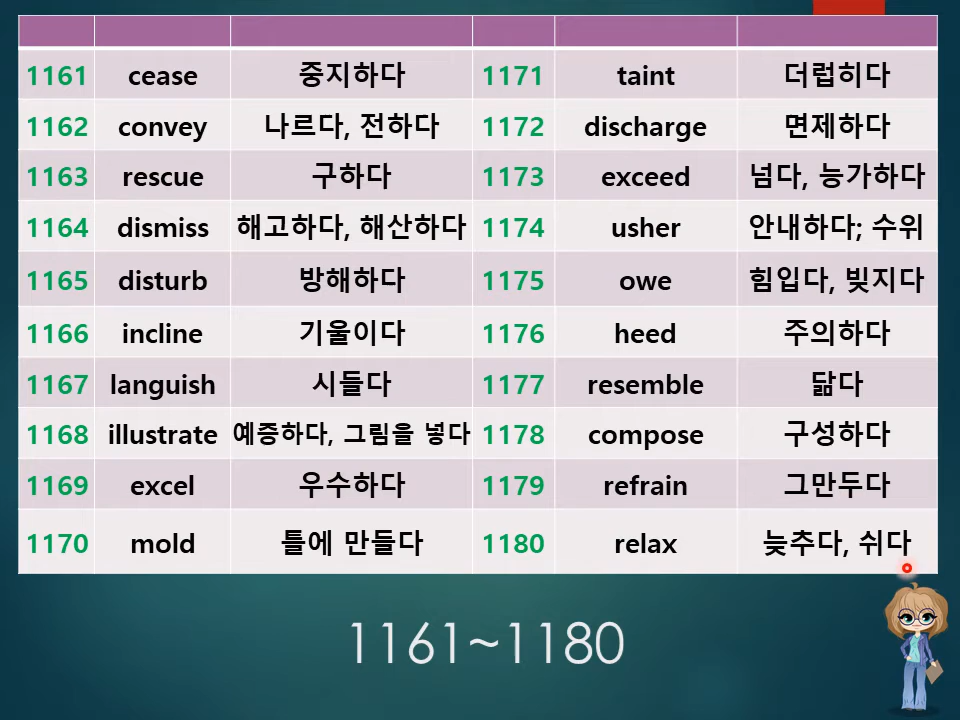 1161 cease 중지하다 1171 taint 더럽히다
1162 convey 나르다, 전하다 1172 discharge 면제하다
1163 rescue 구하다 1173 exceed 넘다, 능가하다
1164 dismiss 해고하다, 해산하다 1174 usher 안내하다; 수위
1165 disturb 방해하다 1175 owe 힘입다, 빚지다
1166 incline 기울이다 1176 heed 주의하다
1167 languish 시들다 1177 resemble 닮다
1168 illustrate 예증하다, 그림을 넣다 1178 compose 구성하다
1169 excel 우수하다 1179 refrain 그만두다
1170 mold 틀에 만들다 1180 relax 늦추다, 쉬다
1161~1180